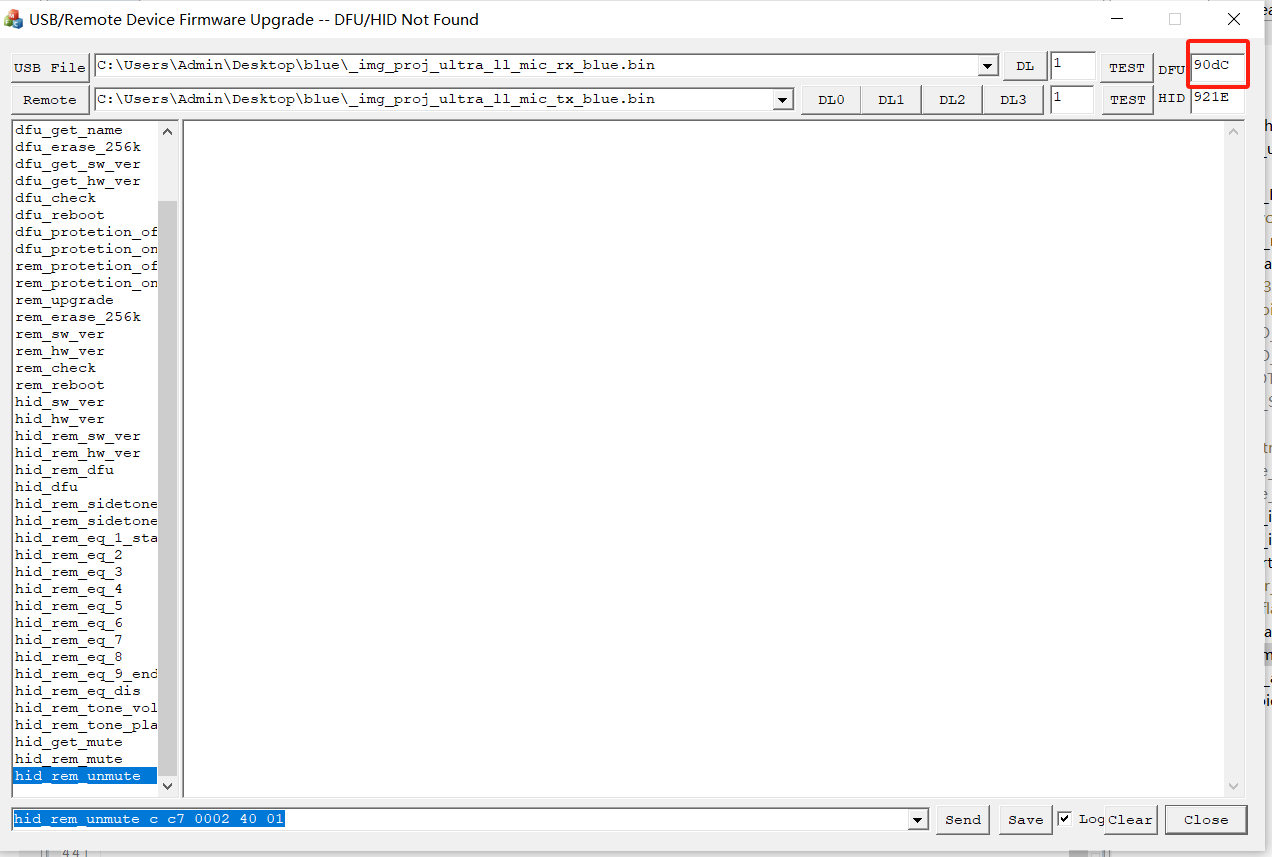 USB/Remote Device Firmware Upgrade -- DFU/HID Not Found
USB File C:\Users\Admin\Desktop\blue\_img_proj_ultra_ll_mic_rx_blue.bin DL 1 TEST DFU 90dC
Remote C:\Users\Admin\Desktop\blue\_img_proj_ultra_ll_mic_tx_blue.bin DL0 DL1 DL2 DL3 1 TEST HID 921E
dfu_get_name
dfu_erase_256k
dfu_get_sw_ver
dfu_get_hw_ver
dfu_check
dfu_reboot
dfu_protetion_of
dfu_protetion_on
rem_protetion_of
rem_protetion_on
rem_upgrade
rem_erase_256k
rem_sw_ver
rem_hw_ver
rem_check
rem_reboot
hid_sw_ver
hid_hw_ver
hid_rem_sw_ver
hid_rem_hw_ver
hid_rem_dfu
hid_dfu
hid_rem_sidetone
hid_rem_sidetone
hid_rem_eq_1_sta
hid_rem_eq_2
hid_rem_eq_3
hid_rem_eq_4
hid_rem_eq_5
hid_rem_eq_6
hid_rem_eq_7
hid_rem_eq_8
hid_rem_eq_9_end
hid_rem_eq_dis
hid_rem_tone_vol
hid_rem_tone_pla
hid_get_mute
hid_rem_mute
hid_rem_unmute
hid_rem_unmute c c7 0002 40 01 Send Save Log Clear Close